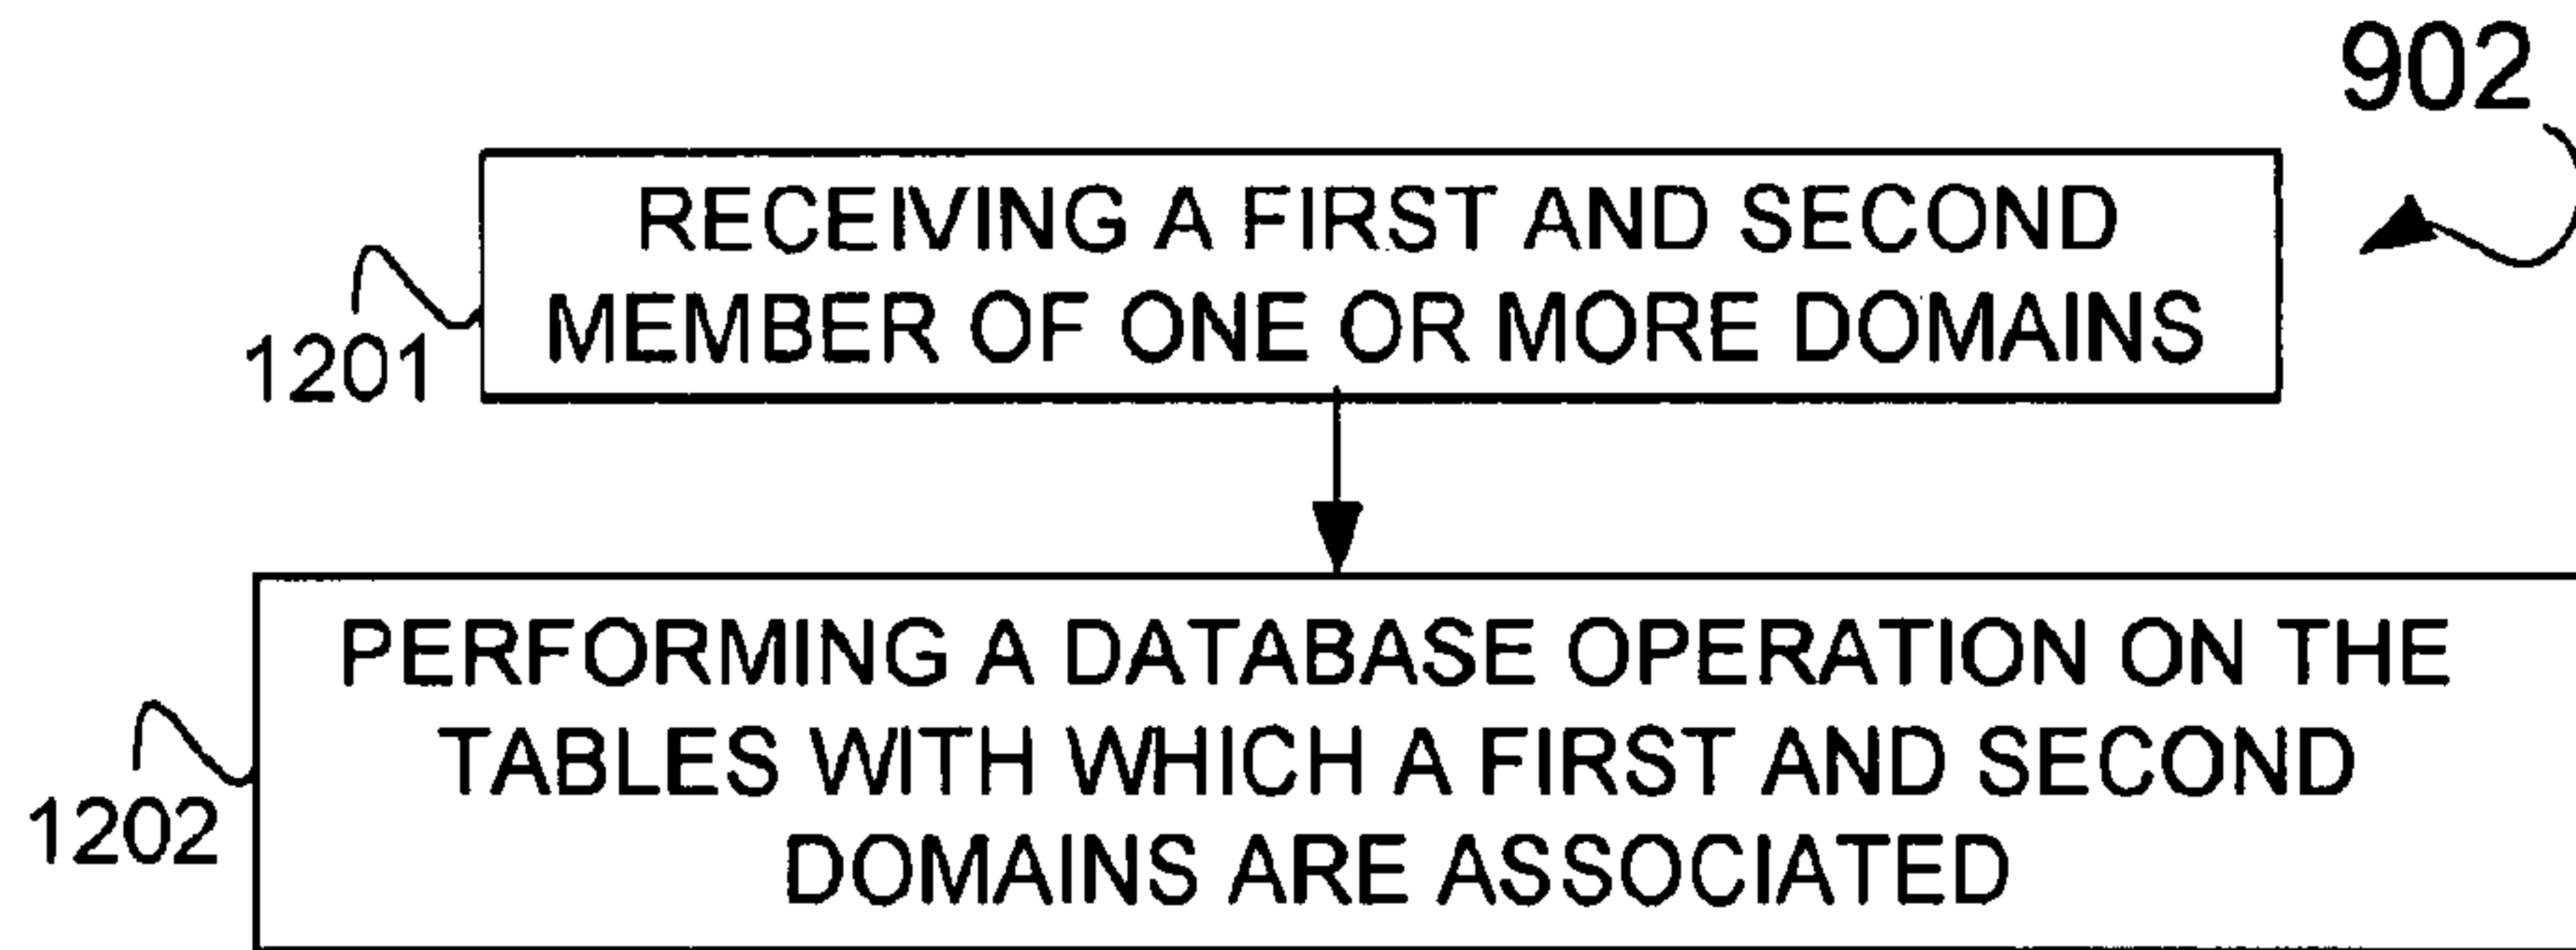 902
RECEIVING A FIRST AND SECOND
MEMBER OF ONE OR MORE DOMAINS
1201
PERFORMING A DATABASE OPERATION ON THE
TABLES WITH WHICH A FIRST AND SECOND
DOMAINS ARE ASSOCIATED
1202